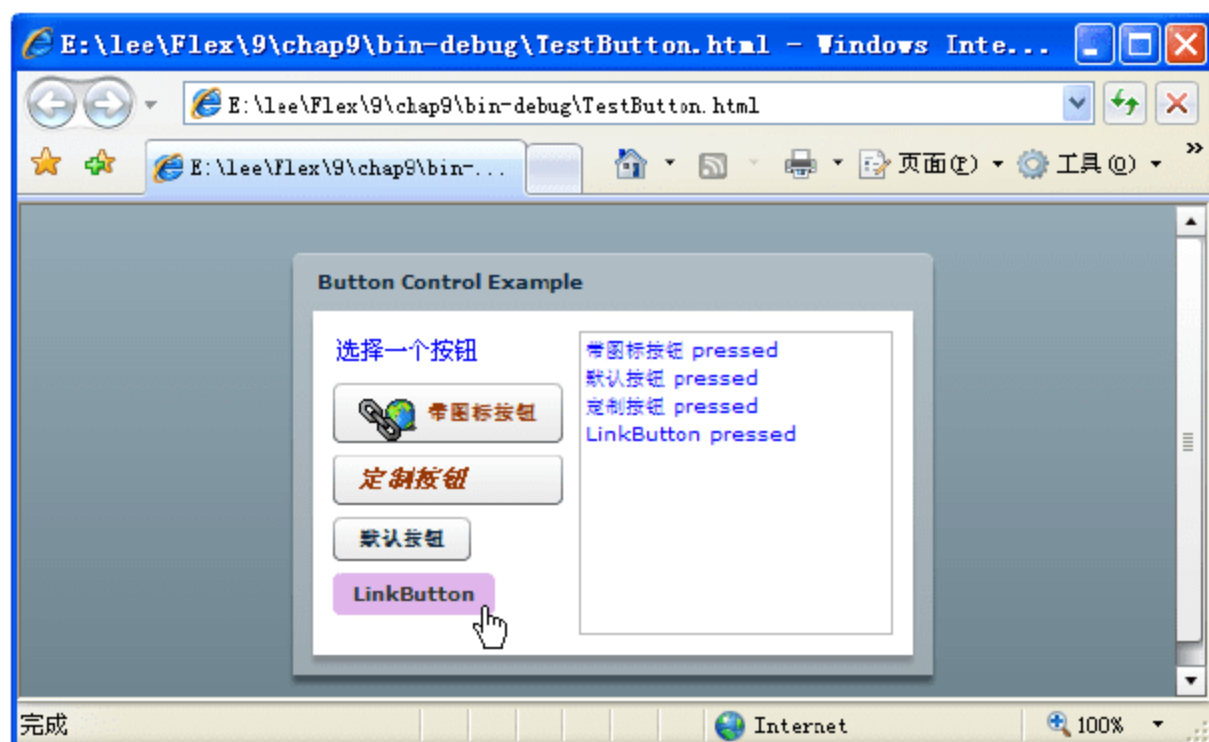 E:\lee\Flex\9\chap9\bin-debug\TestButton.html - Windows Inte...
E:\lee\Flex\9\chap9\bin-debug\TestButton.html
E:\lee\Flex\9\chap9\bin-...
页面(P)
工具(O)
»
Button Control Example
选择一个按钮
带图标按钮
定制按钮
默认按钮
LinkButton
带图标按钮 pressed
默认按钮 pressed
定制按钮 pressed
LinkButton pressed
完成
Internet
100%